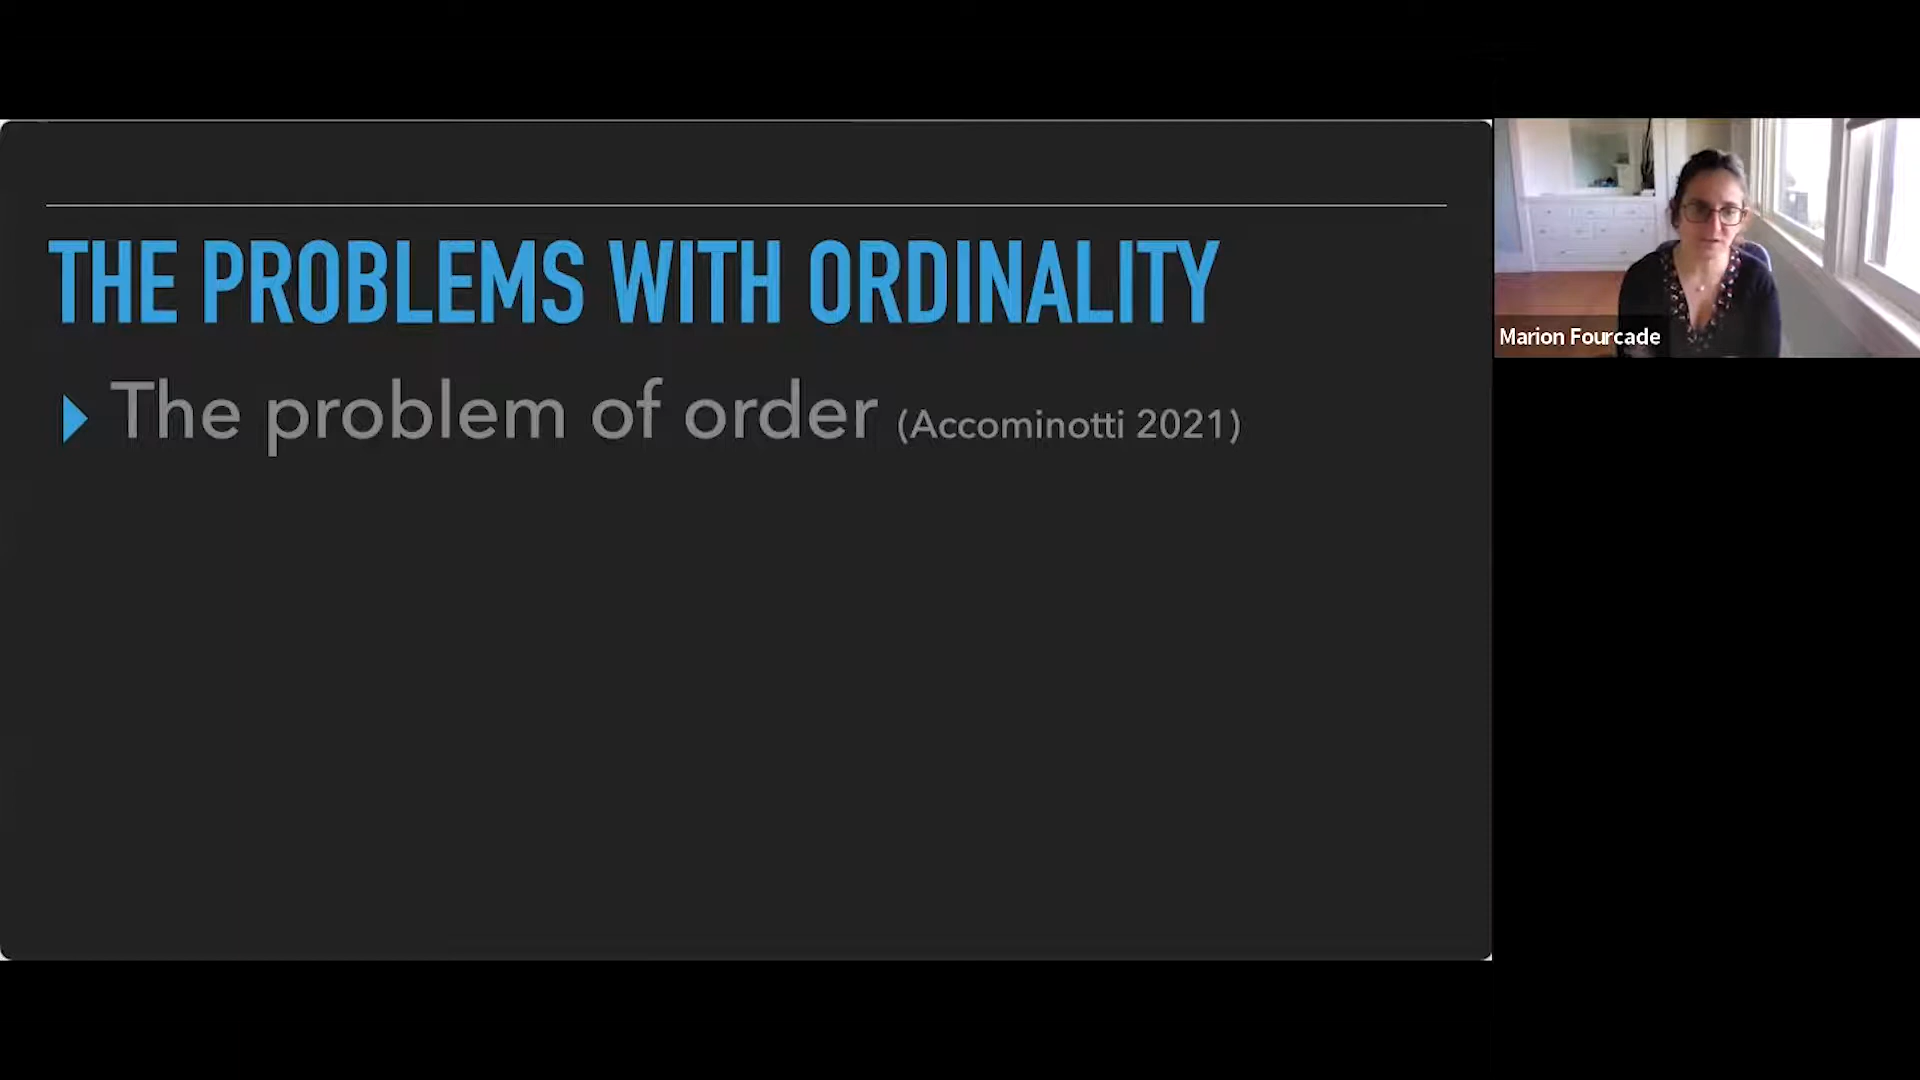 THE PROBLEMS WITH ORDINALITY
The problem of order (Accominotti 2021)
Marion Fourcade